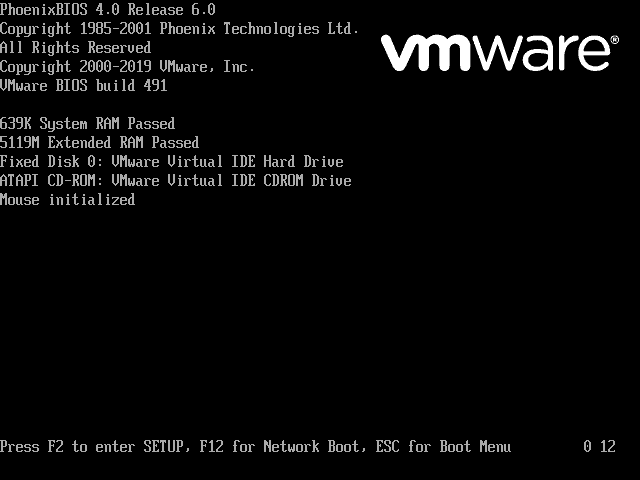 PhoenixBIOS 4.0 Release 6.0
Copyright 1985-2001 Phoenix Technologies Ltd.
All Rights Reserved
Copyright 2000-2019 VMware, Inc.
VMware BIOS build 491
vmware®
639K System RAM Passed
5119M Extended RAM Passed
Fixed Disk 0: VMware Virtual IDE Hard Drive
ATAPI CD-ROM: VMware Virtual IDE CDROM Drive
Mouse initialized
Press F2 to enter SETUP, F12 for Network Boot, ESC for Boot Menu 0 12